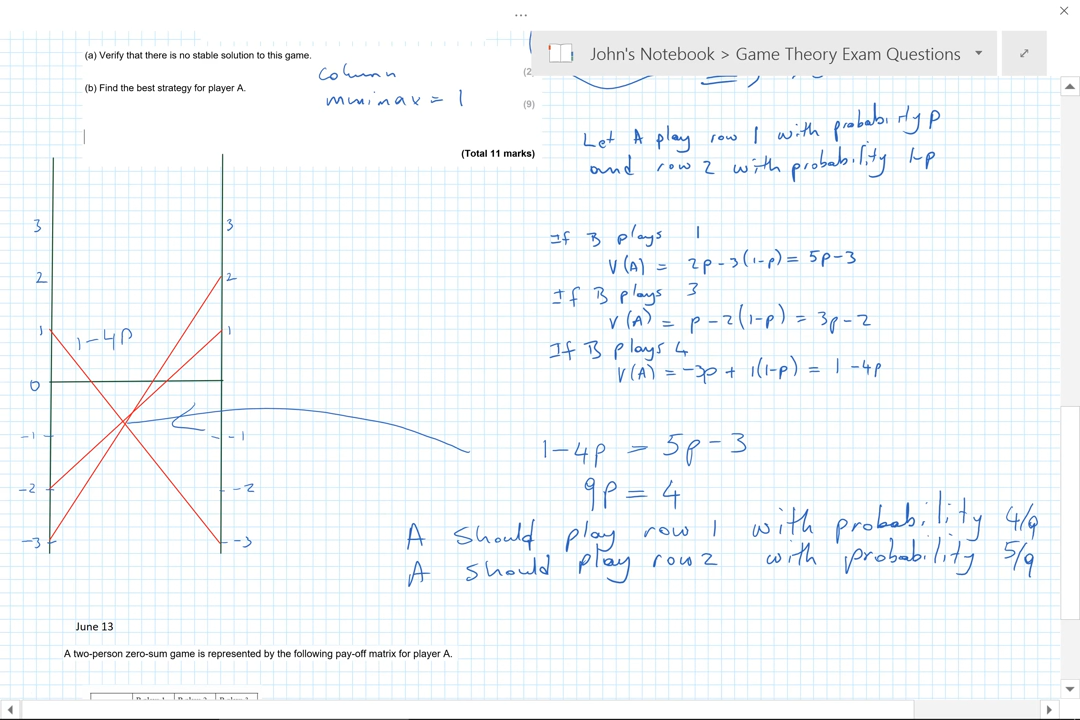 ...
John's Notebook > Game Theory Exam Questions
(a) Verify that there is no stable solution to this game.
(2
(b) Find the best strategy for player A.
(9)
column
minimax = 1
(Total 11 marks)
Let A play row 1 with probability p
and row 2 with probability 1-p
If B plays 1
V(A) = 2p-3(1-p) = 5p-3
If B plays 3
V(A) = p-2(1-p) = 3p-2
If B plays 4
V(A) = -3p + 1(1-p) = 1-4p
3
2
1
0
-1
-2
-3
3
2
1
-1
-2
-3
1-4p
1-4p = 5p-3
9p = 4
A should play row 1 with probability 4/9
A should play row 2 with probability 5/9
June 13
A two-person zero-sum game is represented by the following pay-off matrix for player A.